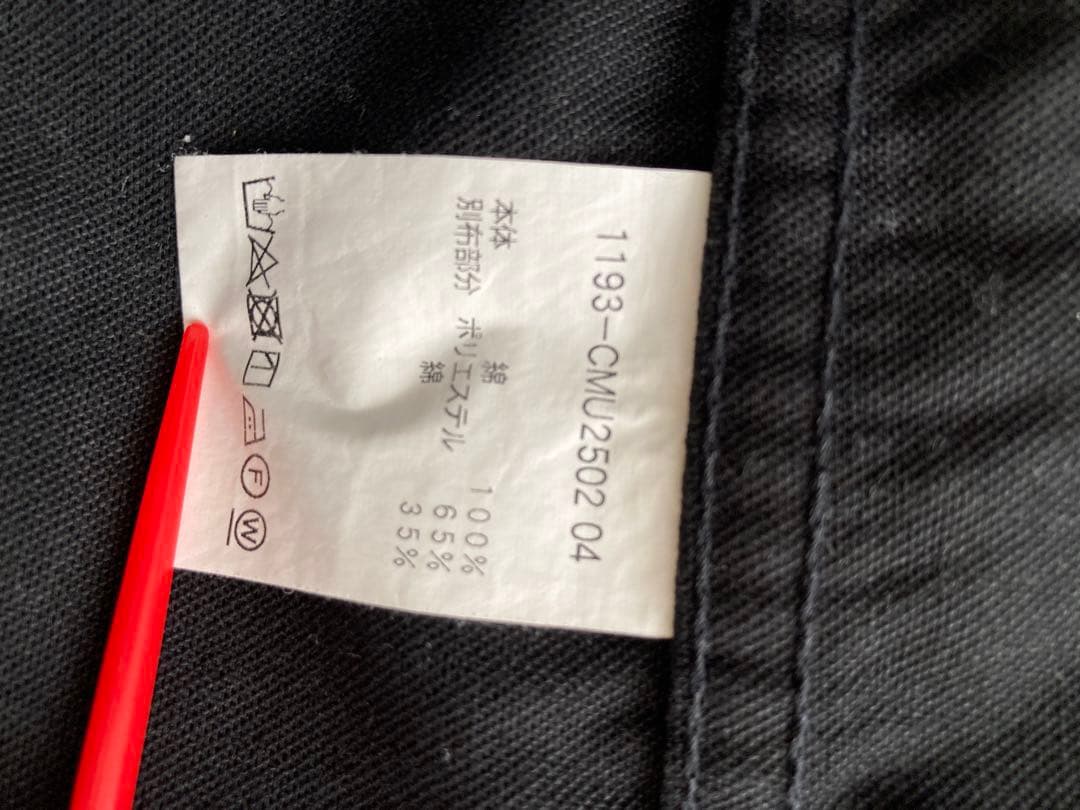 1193-CMU2502 04
本体 綿 100%
別布部分 ポリエステル 65%
綿 35%
F W